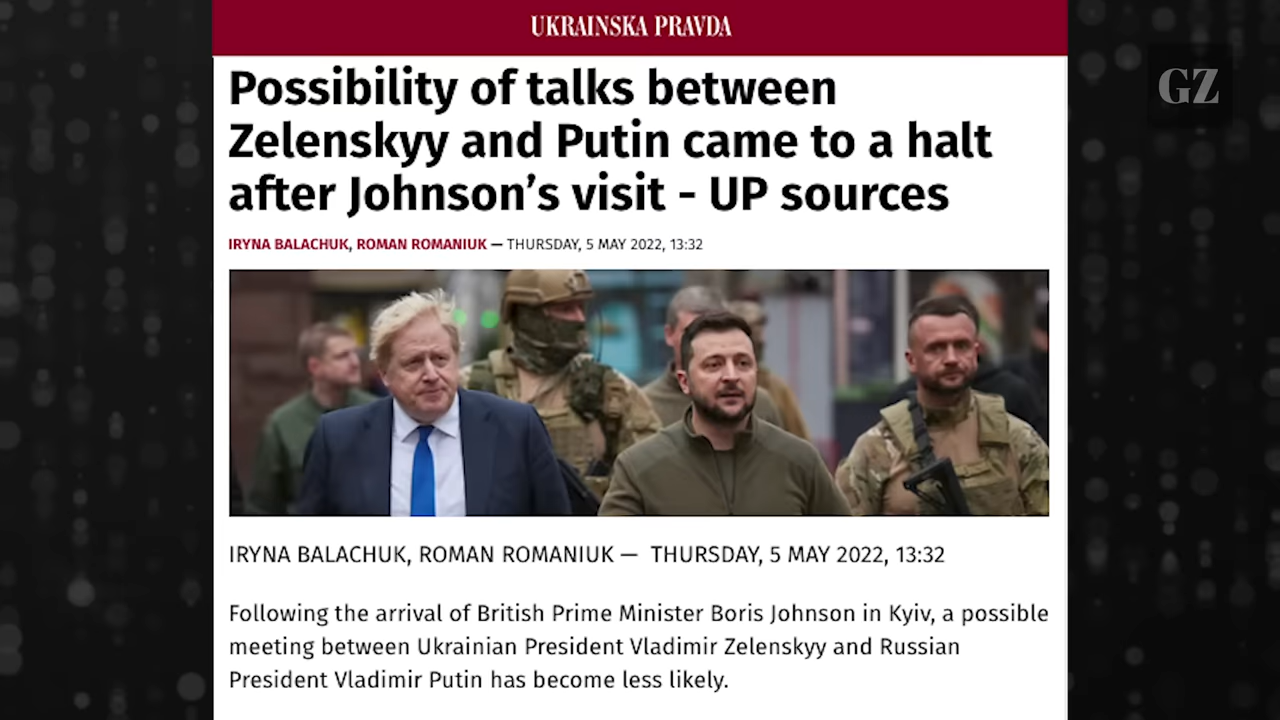 UKRAINSKA PRAVDA
GZ
Possibility of talks between
Zelenskyy and Putin came to a halt
after Johnson’s visit - UP sources
IRYNA BALACHUK, ROMAN ROMANIUK — THURSDAY, 5 MAY 2022, 13:32
IRYNA BALACHUK, ROMAN ROMANIUK — THURSDAY, 5 MAY 2022, 13:32
Following the arrival of British Prime Minister Boris Johnson in Kyiv, a possible
meeting between Ukrainian President Vladimir Zelenskyy and Russian
President Vladimir Putin has become less likely.